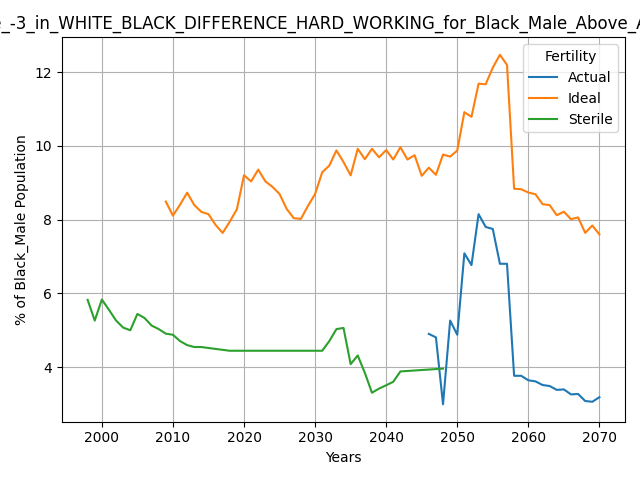 _-3_in_WHITE_BLACK_DIFFERENCE_HARD_WORKING_for_Black_Male_Above_
Fertility
Actual
Ideal
Sterile
% of Black_Male Population
12
10
8
6
4
2000 2010 2020 2030 2040 2050 2060 2070
Years